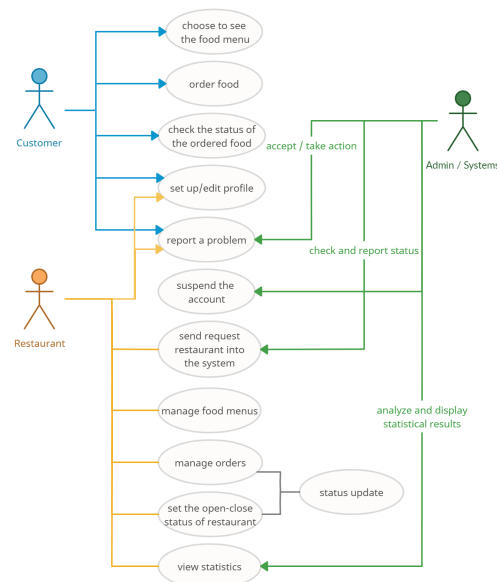 choose to see
the food menu
order food
check the status of
the ordered food
set up/edit profile
report a problem
suspend the
account
send request
restaurant into
the system
manage food menus
manage orders
set the open-close
status of restaurant
view statistics
status update
Customer
Restaurant
Admin / Systems
accept / take action
check and report status
analyze and display
statistical results